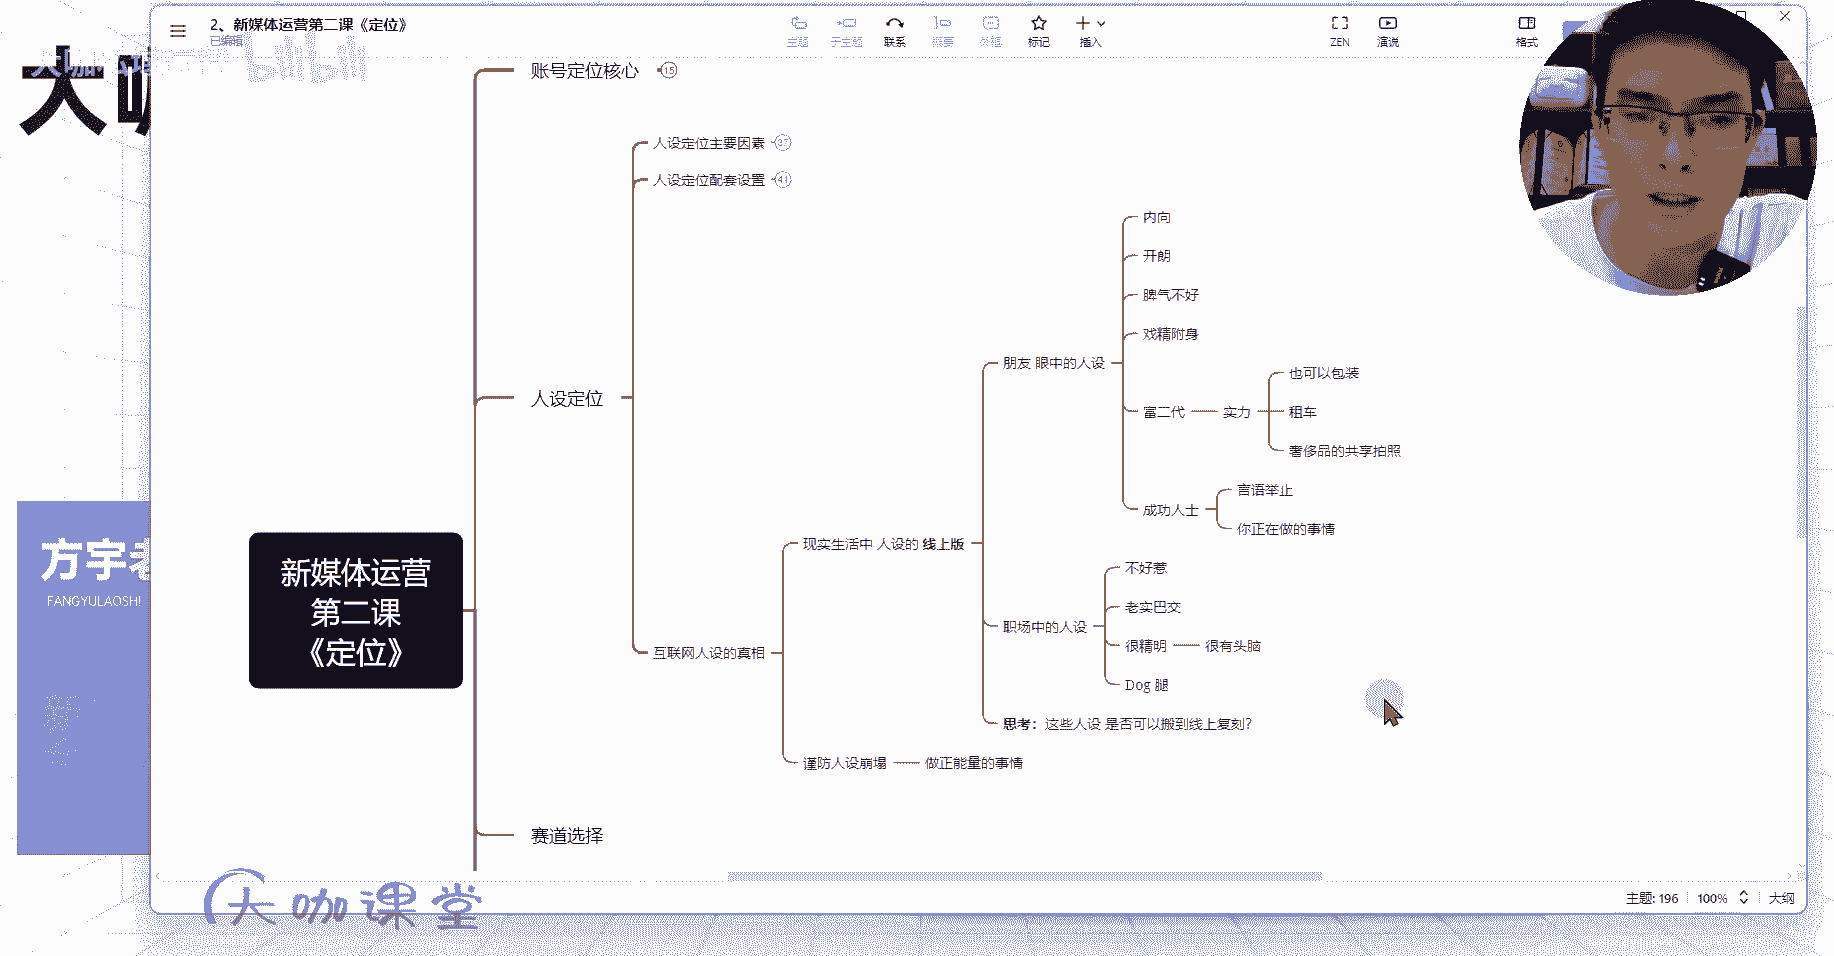 2、新媒体运营第二课《定位》
已编辑
主题
子主题
联系
概要
外框
标记
插入
ZEN
演说
格式
bilibili
大咖
账号定位核心
15
人设定位主要因素
37
人设定位配套设置
41
内向
开朗
脾气不好
戏精附身
朋友 眼中的人设
也可以包装
人设定位
富二代
实力
租车
奢侈品的共享拍照
言语举止
成功人士
你正在做的事情
现实生活中 人设的 线上版
不好惹
老实巴交
职场中的人设
很精明
很有头脑
Dog 腿
互联网人设的真相
思考：这些人设 是否可以搬到线上复刻？
谨防人设崩塌
做正能量的事情
新媒体运营
第二课
《定位》
方宇老
FANGYULAOSHI
赛道选择
大咖课堂
主题: 196
100%
大纲